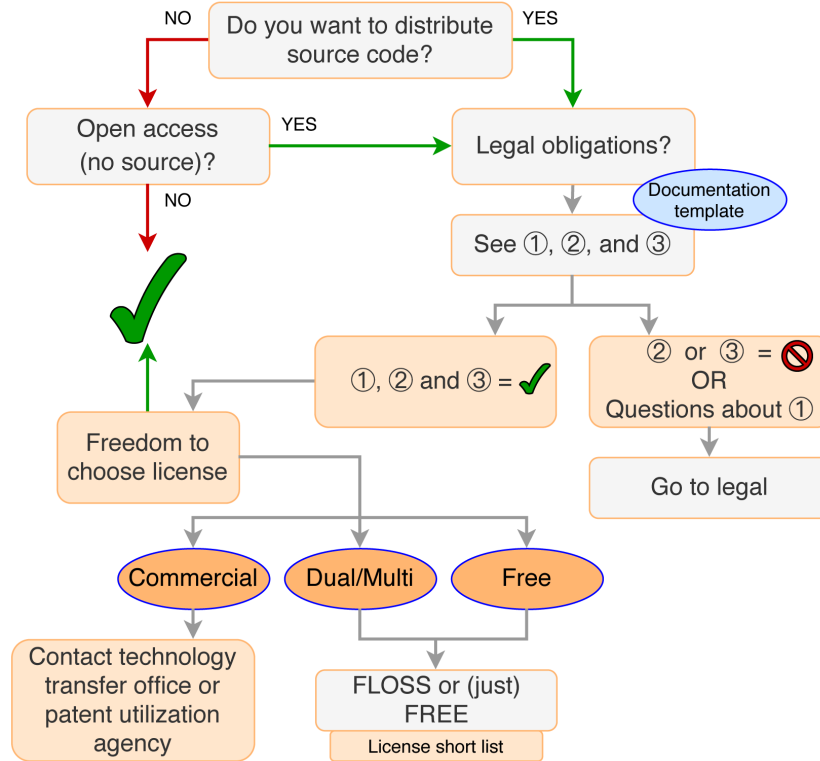 NO
Do you want to distribute
source code?
YES
Open access
(no source)?
YES
Legal obligations?
NO
Documentation
template
See ①, ②, and ③
①, ② and ③ =
② or ③ =
OR
Questions about ①
Freedom to
choose license
Go to legal
Commercial
Dual/Multi
Free
Contact technology
transfer office or
patent utilization
agency
FLOSS or (just)
FREE
License short list